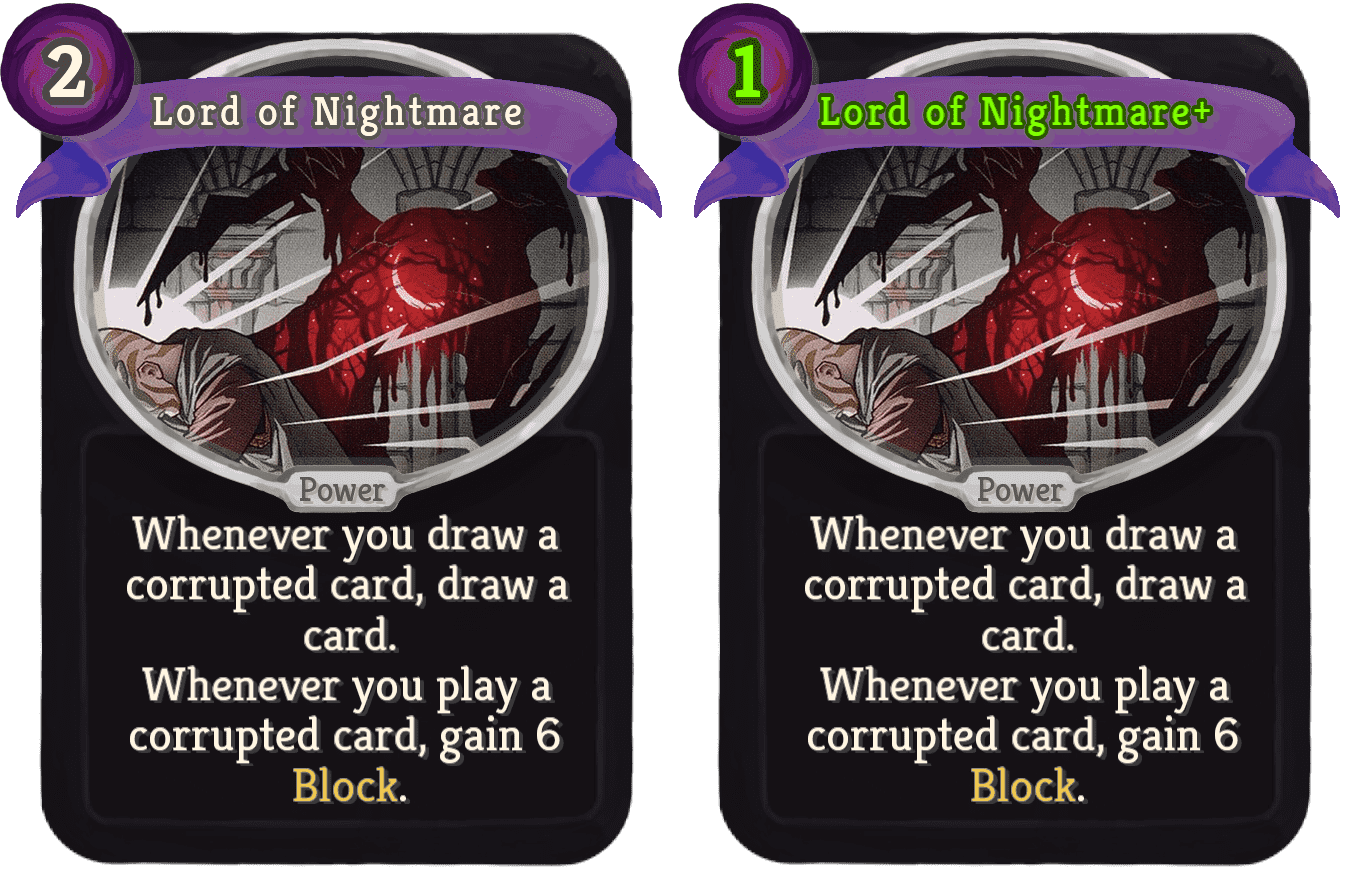 2
Lord of Nightmare
Power
Whenever you draw a
corrupted card, draw a
card.
Whenever you play a
corrupted card, gain 6
Block.
1
Lord of Nightmare+
Power
Whenever you draw a
corrupted card, draw a
card.
Whenever you play a
corrupted card, gain 6
Block.